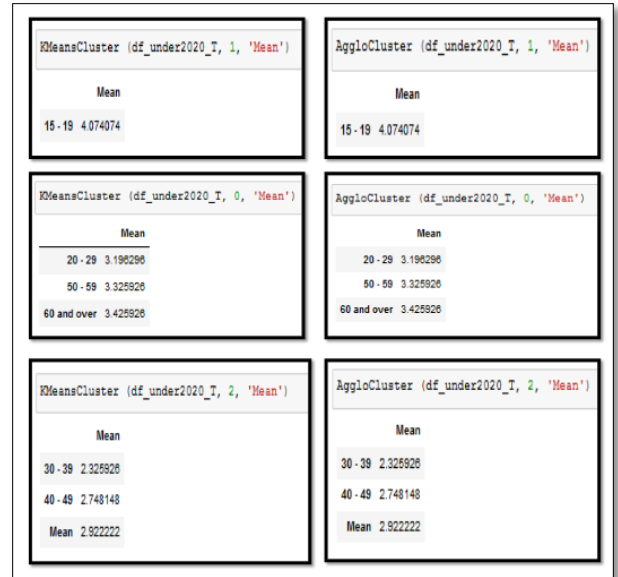 KMeansCluster (df_under2020_T, 1, 'Mean')
Mean
15 - 19 4.074074
AggloCluster (df_under2020_T, 1, 'Mean')
Mean
15 - 19 4.074074
KMeansCluster (df_under2020_T, 0, 'Mean')
Mean
20 - 29 3.196296
50 - 59 3.325926
60 and over 3.425926
AggloCluster (df_under2020_T, 0, 'Mean')
Mean
20 - 29 3.196296
50 - 59 3.325926
60 and over 3.425926
KMeansCluster (df_under2020_T, 2, 'Mean')
Mean
30 - 39 2.325926
40 - 49 2.748148
Mean 2.922222
AggloCluster (df_under2020_T, 2, 'Mean')
Mean
30 - 39 2.325926
40 - 49 2.748148
Mean 2.922222